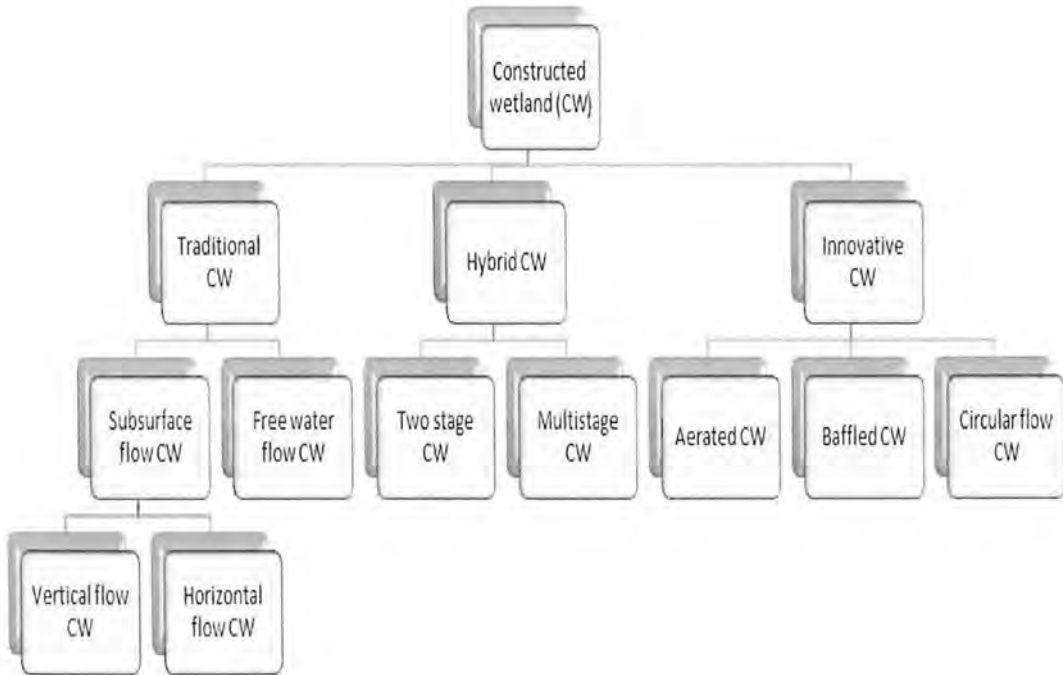 Constructed
wetland (CW)
Traditional
CW
Hybrid CW
Innovative
CW
Subsurface
flow CW
Free water
flow CW
Two stage
CW
Multistage
CW
Aerated CW
Baffled CW
Circular flow
CW
Vertical flow
CW
Horizontal
flow CW